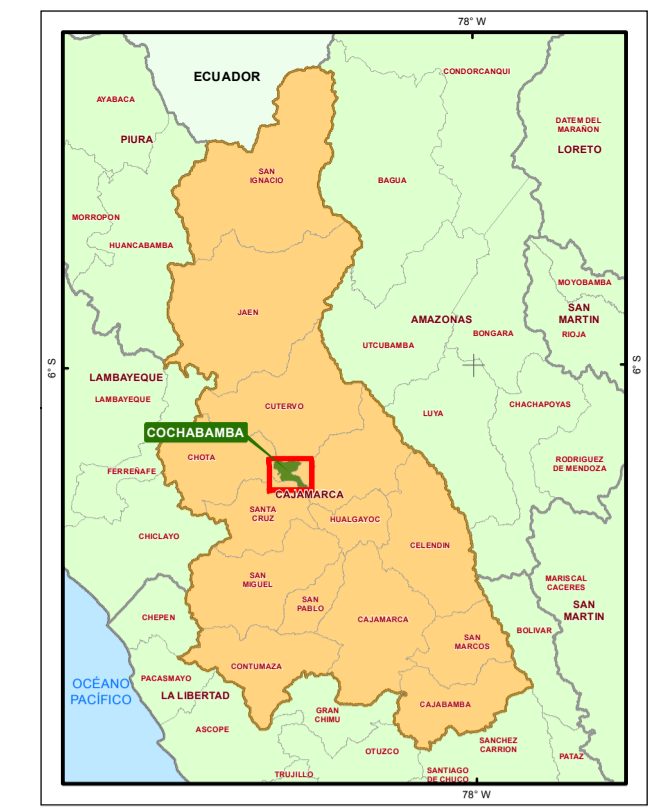 78° W
ECUADOR
CONDORCANQUI
AYABACA
DATEM DEL
MARAÑON
PIURA
LORETO
SAN
IGNACIO
BAGUA
MORROPON
HUANCABAMBA
MOYOBAMBA
JAEN
SAN
MARTIN
AMAZONAS
BONGARA
RIOJA
UTCUBAMBA
6° S
6° S
LAMBAYEQUE
LAMBAYEQUE
CUTERVO
CHACHAPOYAS
LUYA
COCHABAMBA
CHOTA
RODRIGUEZ
DE MENDOZA
FERREÑAFE
CAJAMARCA
SANTA
CRUZ
HUALGAYOC
CHICLAYO
CELENDIN
SAN
MIGUEL
MARISCAL
CACERES
SAN
PABLO
SAN
MARTIN
CHEPEN
CAJAMARCA
BOLIVAR
SAN
MARCOS
CONTUMAZA
PACASMAYO
OCÉANO
PACÍFICO
LA LIBERTAD
CAJABAMBA
GRAN
CHIMU
ASCOPE
SANCHEZ
CARRION
OTUZCO
PATAZ
TRUJILLO
SANTIAGO
DE CHUCO
78° W